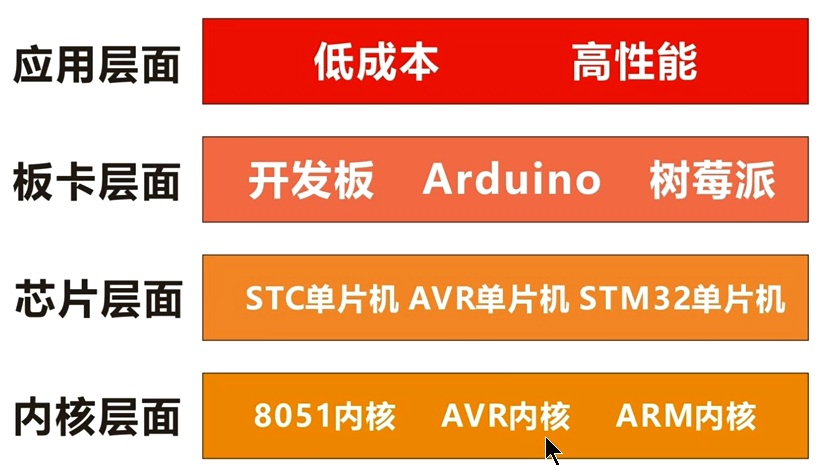 应用层面 低成本 高性能
板卡层面 开发板 Arduino 树莓派
芯片层面 STC单片机 AVR单片机 STM32单片机
内核层面 8051内核 AVR内核 ARM内核